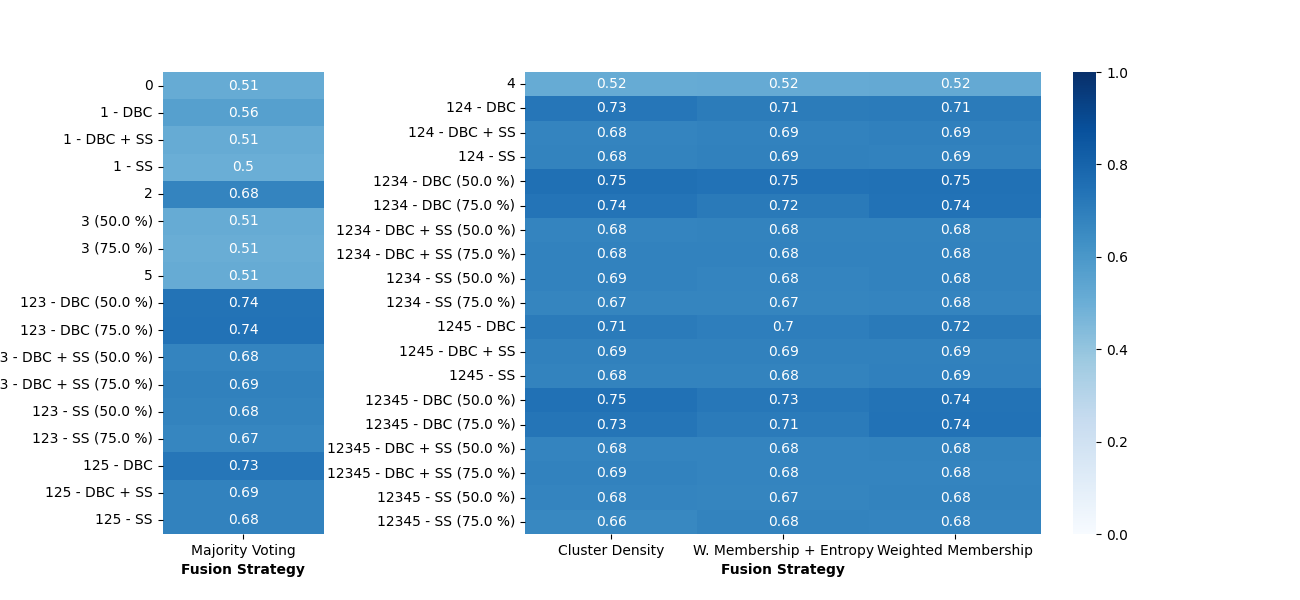 0 0.51
1 - DBC 0.56
1 - DBC + SS 0.51
1 - SS 0.5
2 0.68
3 (50.0 %) 0.51
3 (75.0 %) 0.51
5 0.51
123 - DBC (50.0 %) 0.74
123 - DBC (75.0 %) 0.74
3 - DBC + SS (50.0 %) 0.68
3 - DBC + SS (75.0 %) 0.69
123 - SS (50.0 %) 0.68
123 - SS (75.0 %) 0.67
125 - DBC 0.73
125 - DBC + SS 0.69
125 - SS 0.68
Majority Voting
Fusion Strategy
4 0.52 0.52 0.52
124 - DBC 0.73 0.71 0.71
124 - DBC + SS 0.68 0.69 0.69
124 - SS 0.68 0.69 0.69
1234 - DBC (50.0 %) 0.75 0.75 0.75
1234 - DBC (75.0 %) 0.74 0.72 0.74
1234 - DBC + SS (50.0 %) 0.68 0.68 0.68
1234 - DBC + SS (75.0 %) 0.68 0.68 0.68
1234 - SS (50.0 %) 0.69 0.68 0.68
1234 - SS (75.0 %) 0.67 0.67 0.68
1245 - DBC 0.71 0.7 0.72
1245 - DBC + SS 0.69 0.69 0.69
1245 - SS 0.68 0.68 0.69
12345 - DBC (50.0 %) 0.75 0.73 0.74
12345 - DBC (75.0 %) 0.73 0.71 0.74
12345 - DBC + SS (50.0 %) 0.68 0.68 0.68
12345 - DBC + SS (75.0 %) 0.69 0.68 0.68
12345 - SS (50.0 %) 0.68 0.67 0.68
12345 - SS (75.0 %) 0.66 0.68 0.68
Cluster Density W. Membership + Entropy Weighted Membership
Fusion Strategy
1.0
0.8
0.6
0.4
0.2
0.0